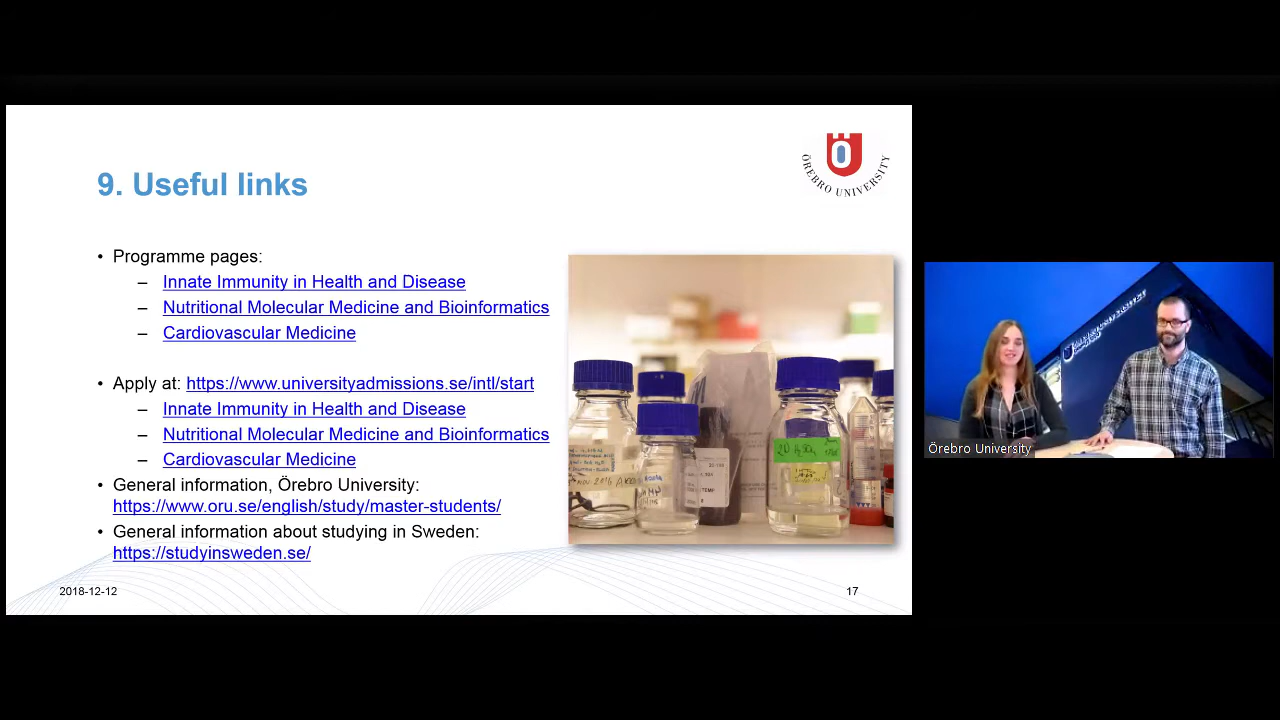 9. Useful links
ÖREBRO UNIVERSITY
• Programme pages:
– Innate Immunity in Health and Disease
– Nutritional Molecular Medicine and Bioinformatics
– Cardiovascular Medicine
• Apply at: https://www.universityadmissions.se/intl/start
– Innate Immunity in Health and Disease
– Nutritional Molecular Medicine and Bioinformatics
– Cardiovascular Medicine
• General information, Örebro University:
https://www.oru.se/english/study/master-students/
• General information about studying in Sweden:
https://studyinsweden.se/
2018-12-12
17
Örebro University